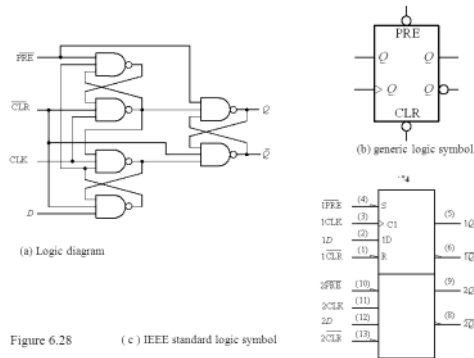 PRE
CLR
CLK
D
Q
Q
(a) Logic diagram
PRE
Q Q
Q Q
CLR
(b) generic logic symbol
1PRE (4) S
1CLK (3) C1 (5) 1Q
1D (2) 1D
1CLR (1) R (6) 1Q
2PRE (10) (9) 2Q
2CLK (11)
2D (12) (8) 2Q
2CLR (13)
Figure 6.28 ( c ) IEEE standard logic symbol